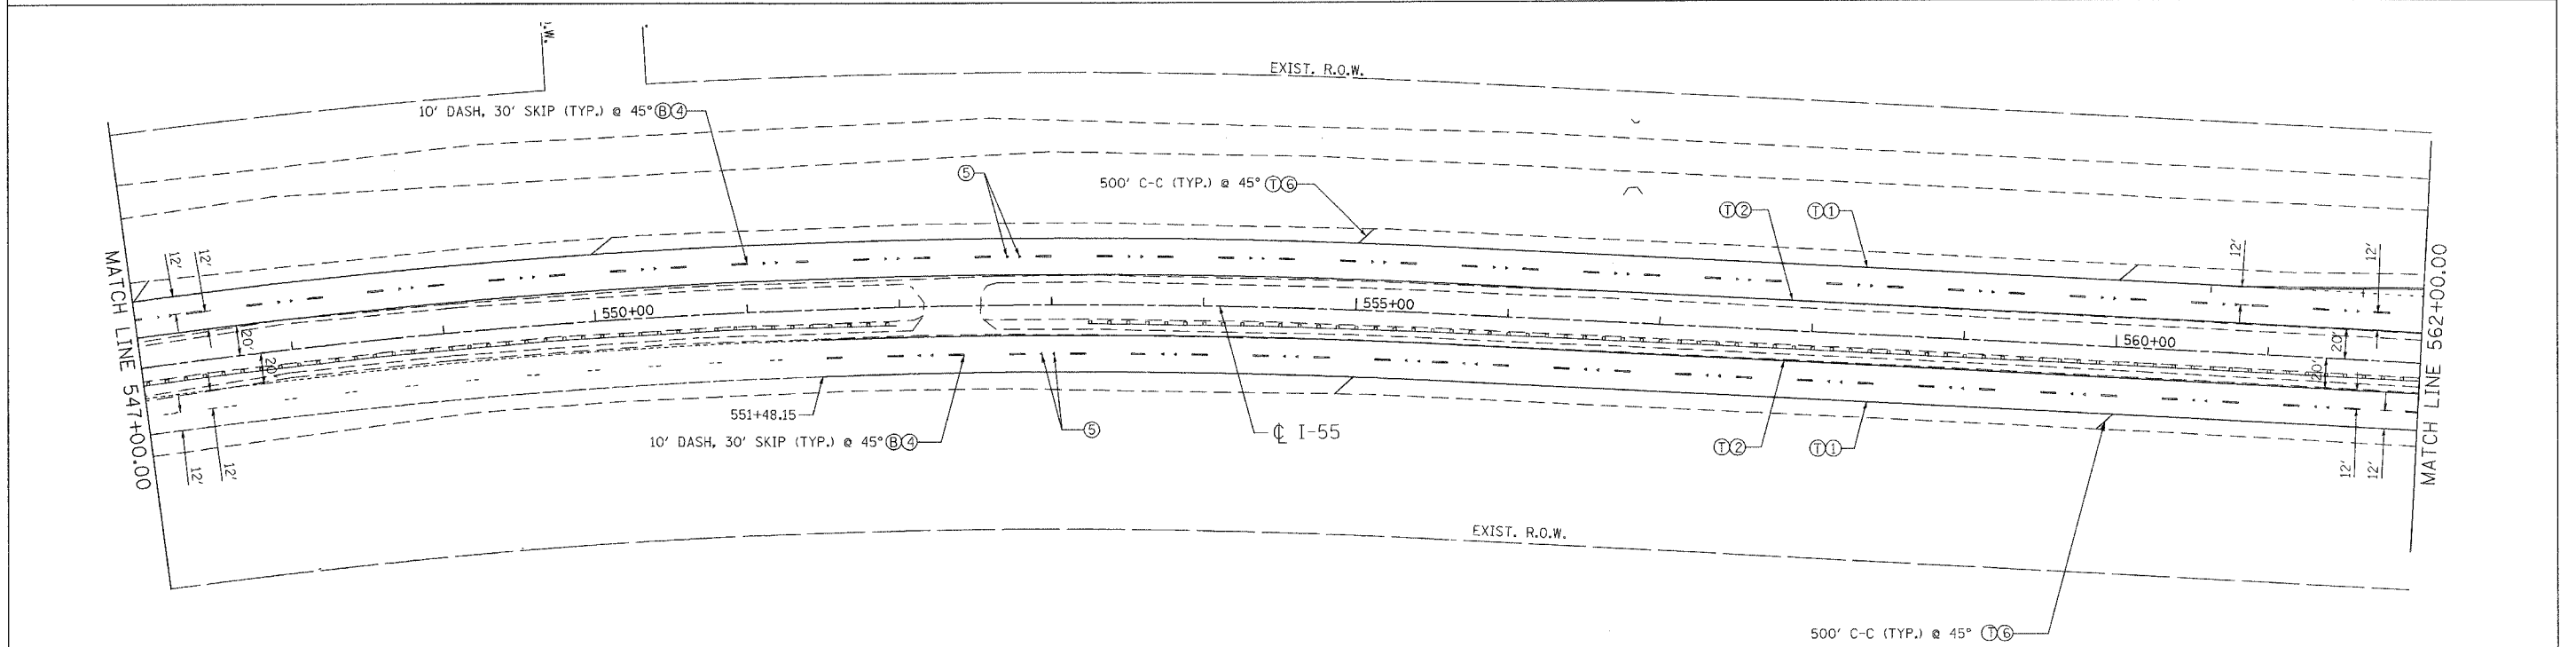 .W.
EXIST. R.O.W.
10' DASH, 30' SKIP (TYP.) @ 45° Ⓑ④
⑤
500' C-C (TYP.) @ 45° Ⓣ⑥
Ⓣ②
Ⓣ①
12'
12'
12'
12'
MATCH LINE 547+00.00
20'
20'
550+00
555+00
560+00
20'
20'
MATCH LINE 562+00.00
551+48.15
10' DASH, 30' SKIP (TYP.) @ 45° Ⓑ④
⑤
℄ I-55
Ⓣ②
Ⓣ①
12'
12'
12'
12'
EXIST. R.O.W.
500' C-C (TYP.) @ 45° Ⓣ⑥